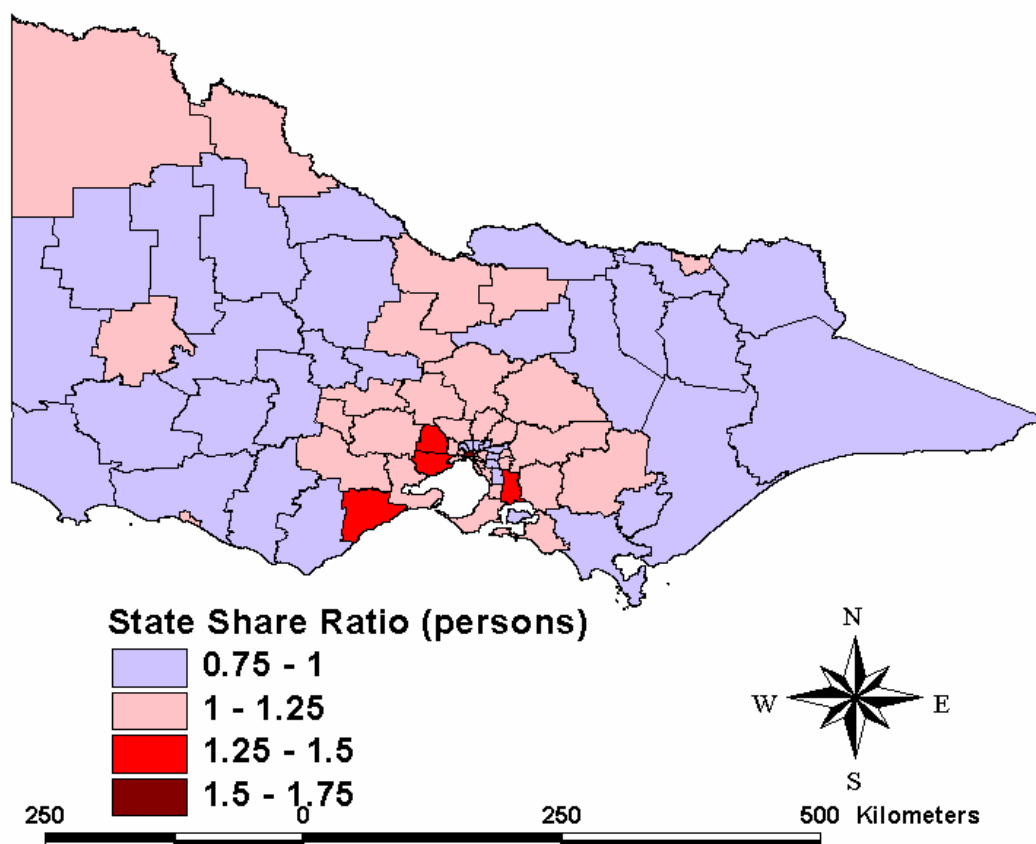 State Share Ratio (persons)
0.75 - 1
1 - 1.25
1.25 - 1.5
1.5 - 1.75
N
W E
S
250 0 250 500 Kilometers